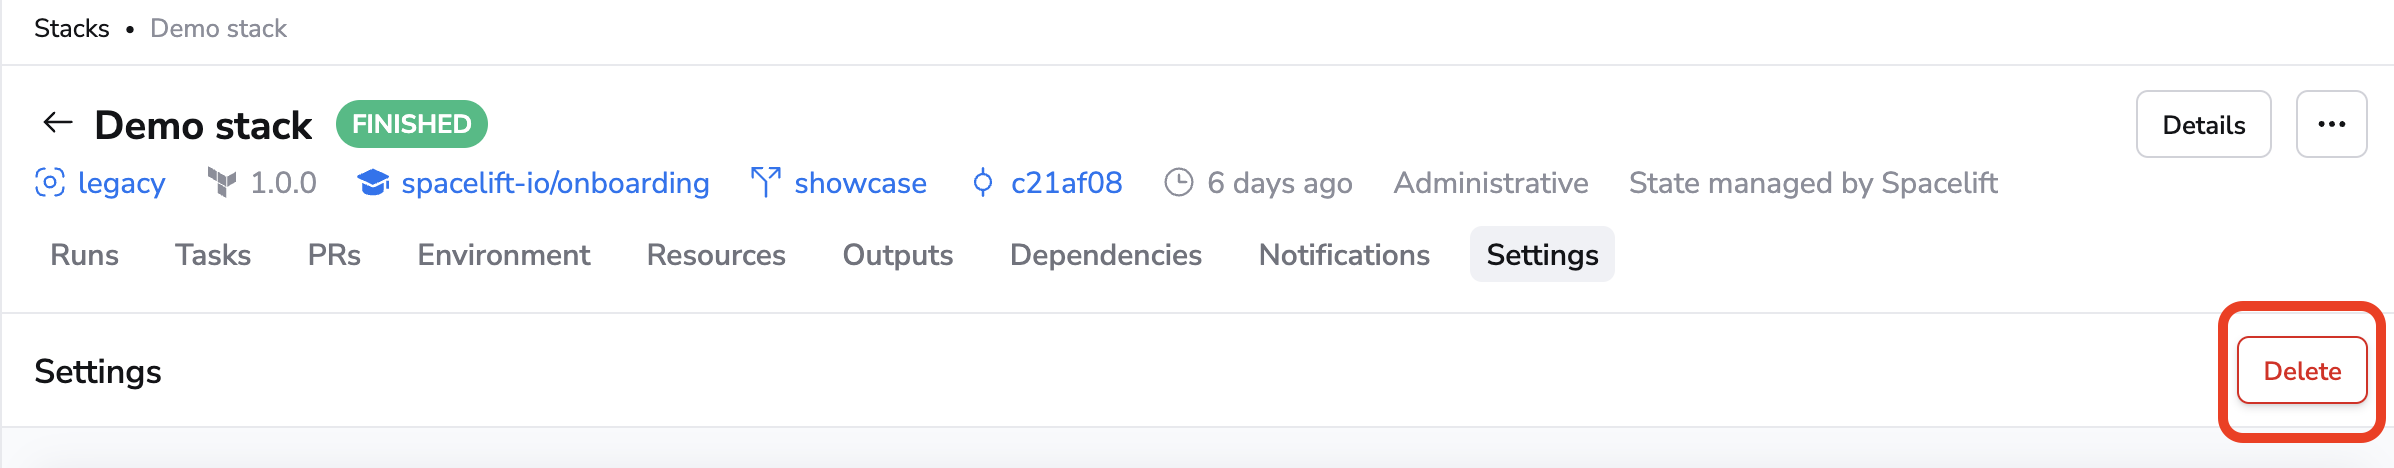 Stacks • Demo stack
Demo stack FINISHED Details ...
legacy 1.0.0 spacelift-io/onboarding showcase c21af08 6 days ago Administrative State managed by Spacelift
Runs Tasks PRs Environment Resources Outputs Dependencies Notifications Settings
Settings Delete